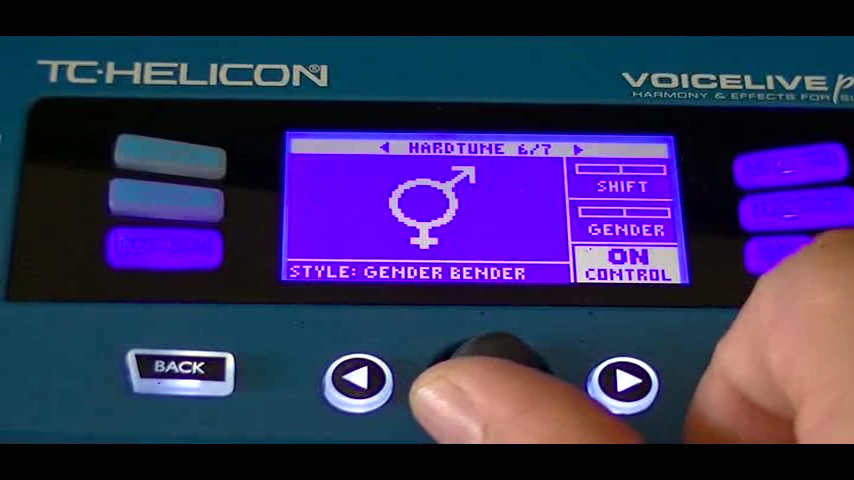 TC·HELICON®
VOICELIVE
HARMONY & EFFECTS FOR
HARDTUNE 6/7
SHIFT
GENDER
STYLE: GENDER BENDER
ON
CONTROL
BACK